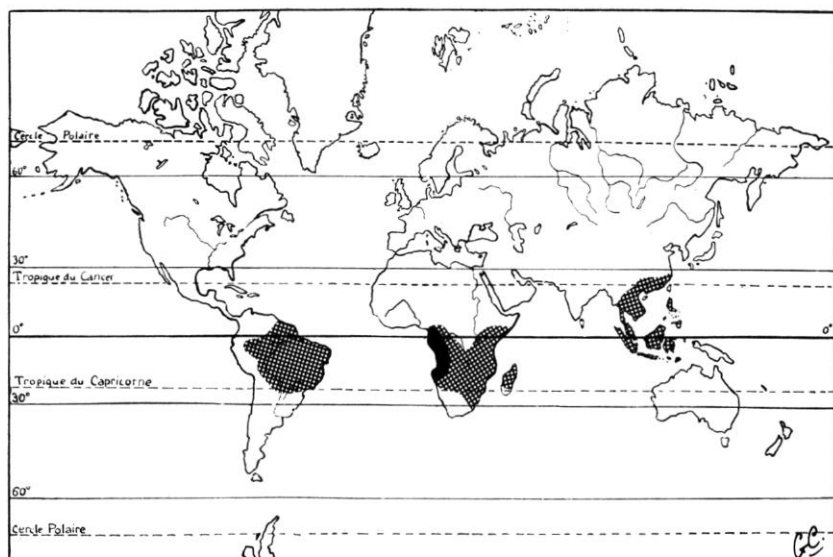 Cercle Polaire
60°
30°
Tropique du Cancer
0° 0°
Tropique du Capricorne
30°
60°
Cercle Polaire